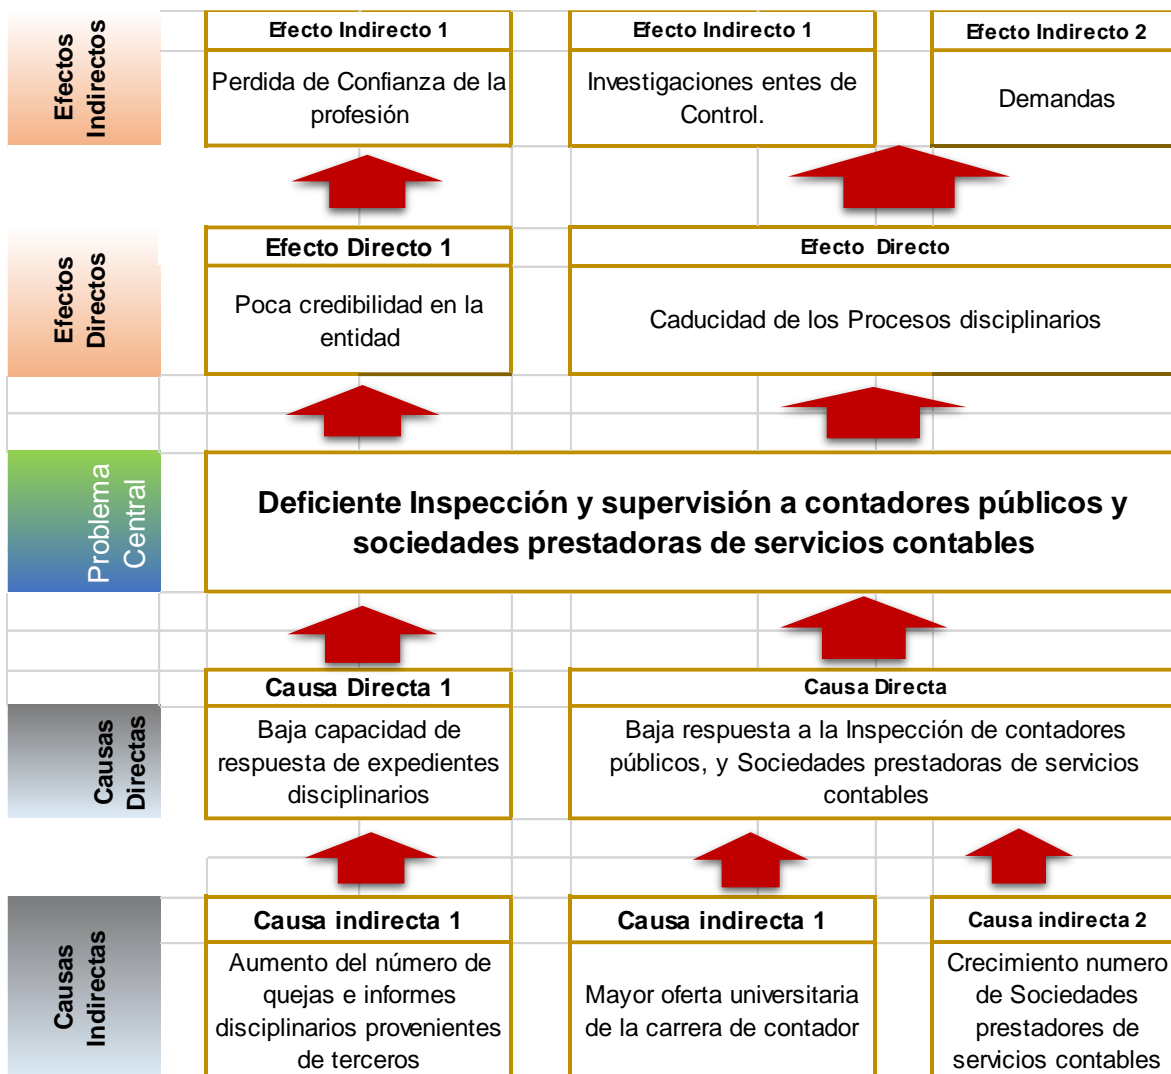 Efectos
Indirectos
Efecto Indirecto 1
Perdida de Confianza de la
profesión
Efecto Indirecto 1
Investigaciones entes de
Control.
Efecto Indirecto 2
Demandas
Efectos
Directos
Efecto Directo 1
Poca credibilidad en la
entidad
Efecto Directo
Caducidad de los Procesos disciplinarios
Problema
Central
Deficiente Inspección y supervisión a contadores públicos y
sociedades prestadoras de servicios contables
Causas
Directas
Causa Directa 1
Baja capacidad de
respuesta de expedientes
disciplinarios
Causa Directa
Baja respuesta a la Inspección de contadores
públicos, y Sociedades prestadoras de servicios
contables
Causas
Indirectas
Causa indirecta 1
Aumento del número de
quejas e informes
disciplinarios provenientes
de terceros
Causa indirecta 1
Mayor oferta universitaria
de la carrera de contador
Causa indirecta 2
Crecimiento numero
de Sociedades
prestadores de
servicios contables